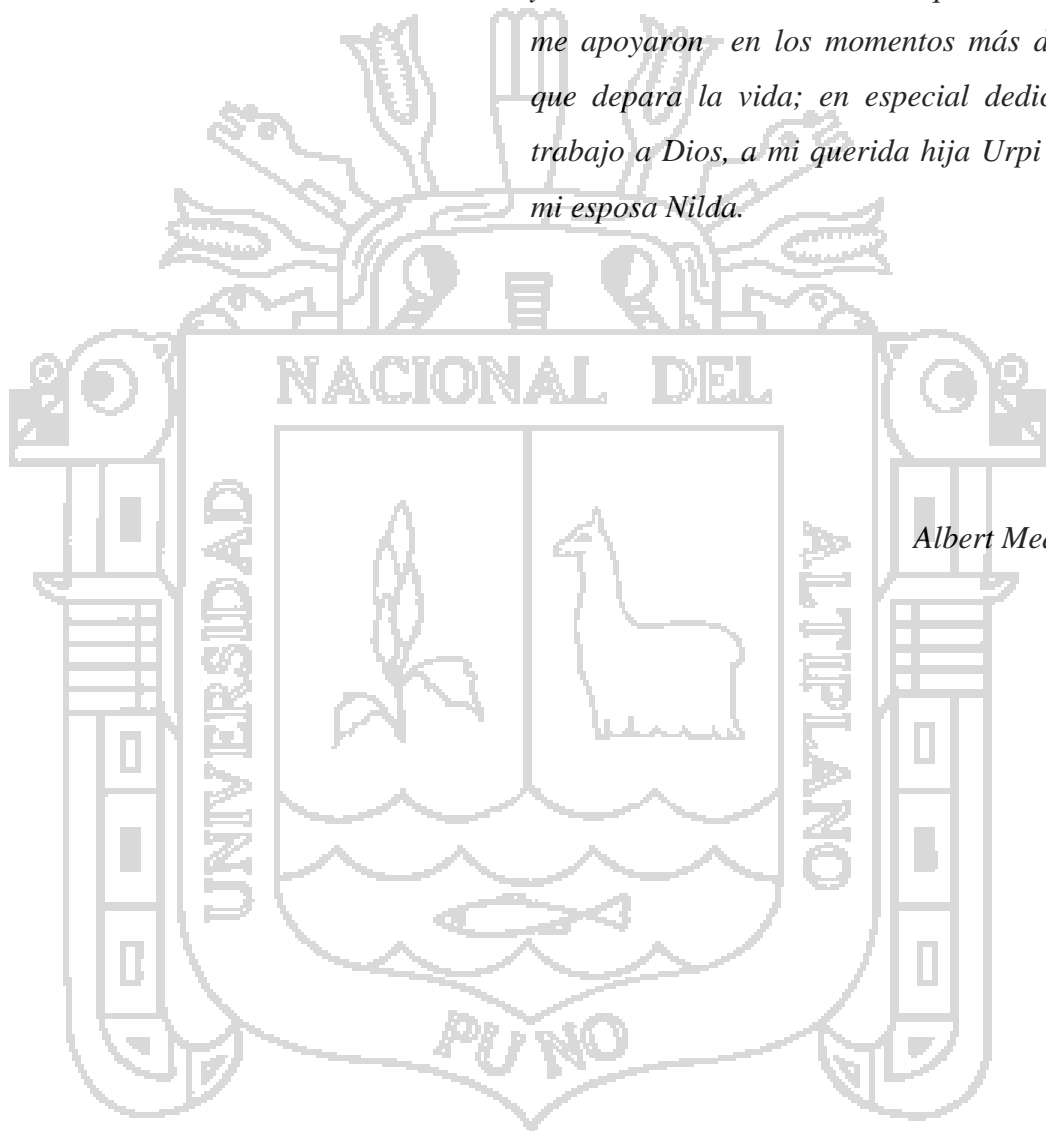 me apoyaron en los momentos más
que depara la vida; en especial
trabajo a Dios, a mi querida hija Urpi
mi esposa Nilda.
NACIONAL DEL
UNIVERSIDAD
ALTIPLANO
Albert
PUNO